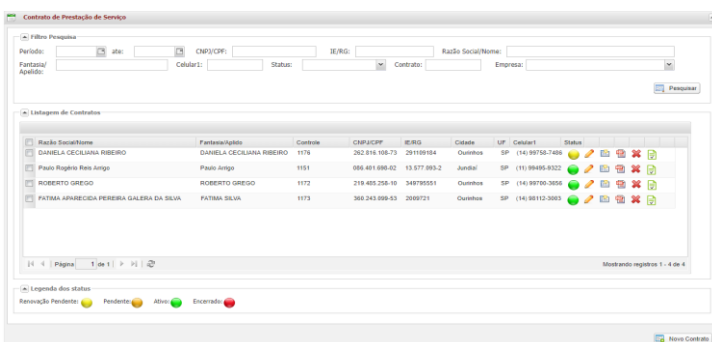 Contrato de Prestação de Serviço
Filtro Pesquisa
Período: ate: CNPJ/CPF: IE/RG: Razão Social/Nome:
Fantasia/ Apelido: Celular1: Status: Contrato: Empresa:
Pesquisar
Listagem de Contratos
Razão Social/Nome Fantasia/Aplido Controle CNPJ/CPF IE/RG Cidade UF Celular1 Status
DANIELA CECILIANA RIBEIRO DANIELA CECILIANA RIBEIRO 1176 262.816.108-73 291109104 Ourinhos SP (14) 99758-7486
Paulo Rogério Reis Arrigo Paulo Arrigo 1151 086.401.698-02 13.577.093-2 Jundiaí SP (11) 99495-8322
ROBERTO GREGO ROBERTO GREGO 1172 219.405.258-10 349795551 Ourinhos SP (14) 99700-3656
FATIMA APARECIDA PEREIRA GALERA DA SILVA FATIMA SILVA 1173 360.243.099-53 2009721 Ourinhos SP (14) 98112-3003
Página 1 de 1 Mostrando registros 1 - 4 de 4
Legenda dos status
Renovação Pendente: Pendente: Ativo: Encerrado:
Novo Contrato